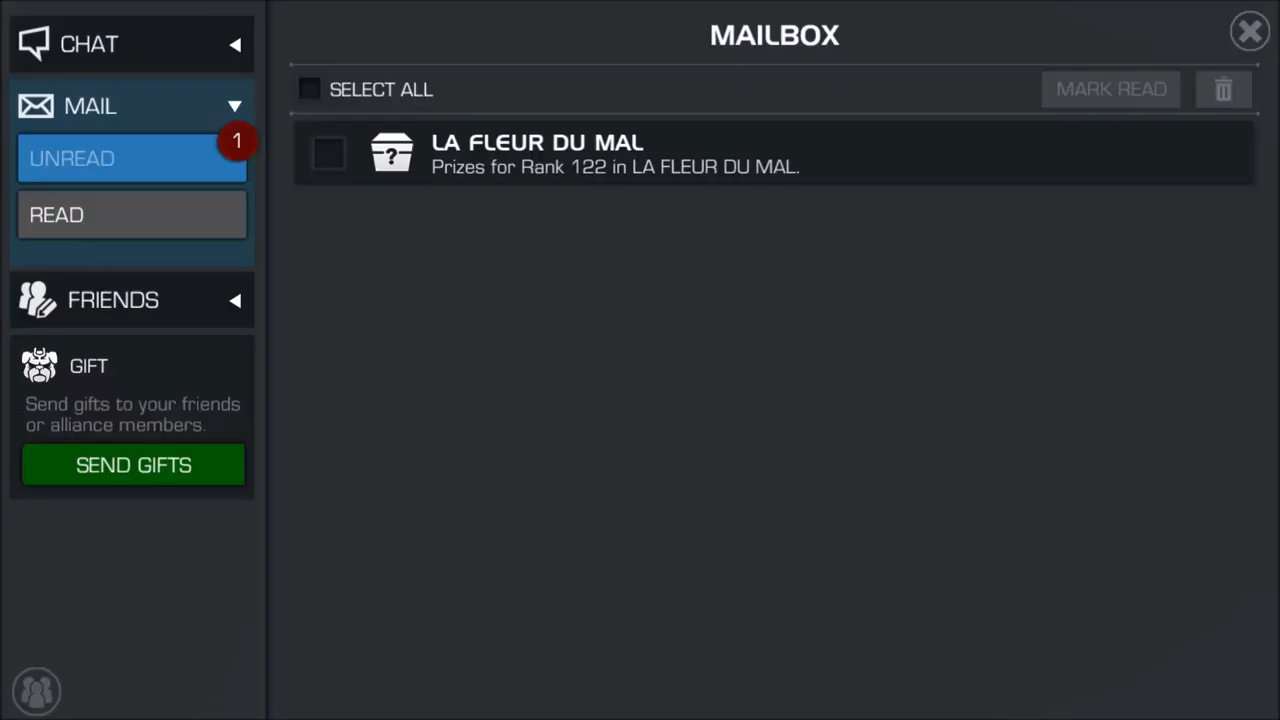 CHAT
MAIL
UNREAD
1
READ
FRIENDS
GIFT
Send gifts to your friends
or alliance members.
SEND GIFTS
MAILBOX
SELECT ALL
MARK READ
?
LA FLEUR DU MAL
Prizes for Rank 122 in LA FLEUR DU MAL.